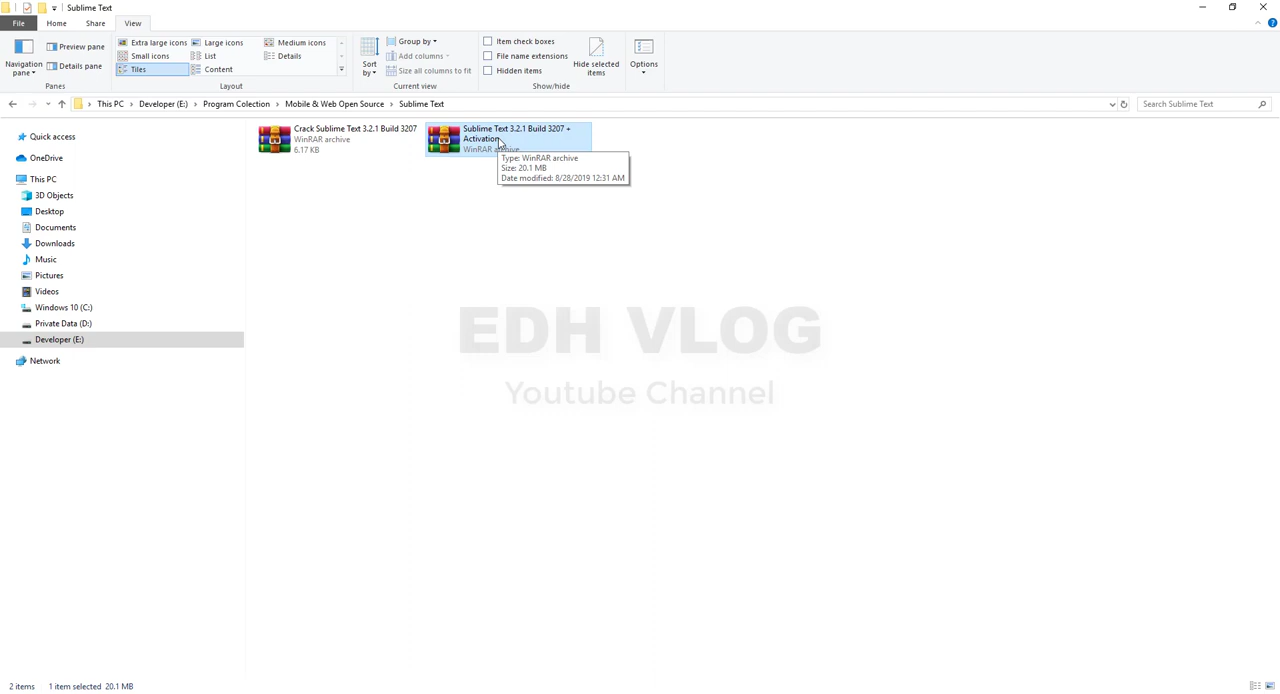 Sublime Text
File Home Share View
Navigation pane
Preview pane
Details pane
Panes
Extra large icons Large icons Medium icons
Small icons List Details
Tiles Content
Layout
Sort by
Group by
Add columns
Size all columns to fit
Current view
Item check boxes
File name extensions
Hidden items
Hide selected items
Show/hide
Options
This PC > Developer (E:) > Program Colection > Mobile & Web Open Source > Sublime Text
Search Sublime Text
Quick access
OneDrive
This PC
3D Objects
Desktop
Documents
Downloads
Music
Pictures
Videos
Windows 10 (C:)
Private Data (D:)
Developer (E:)
Network
Crack Sublime Text 3.2.1 Build 3207
WinRAR archive
6.17 KB
Sublime Text 3.2.1 Build 3207 +
Activation
WinRAR archive
Type: WinRAR archive
Size: 20.1 MB
Date modified: 8/28/2019 12:31 AM
EDH VLOG
Youtube Channel
2 items 1 item selected 20.1 MB